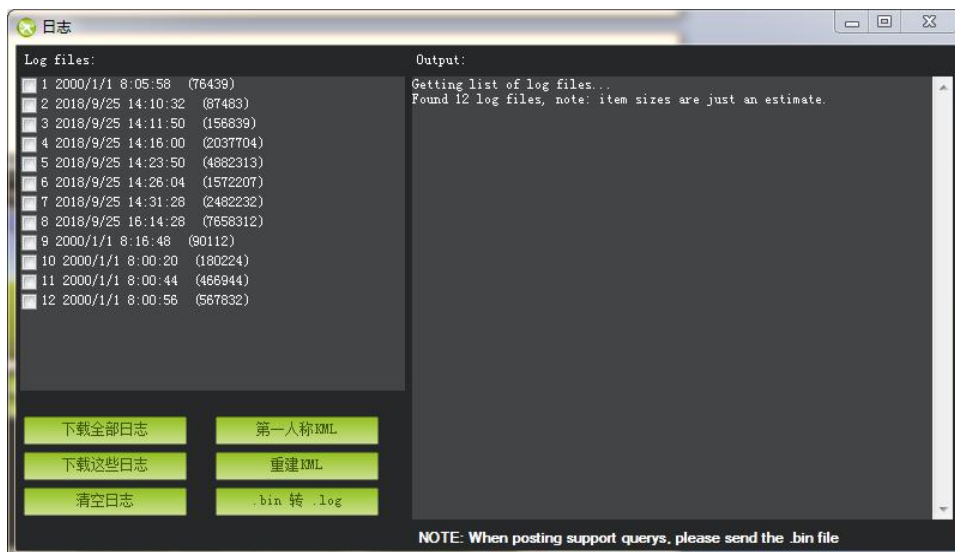 日志
Log files:
1 2000/1/1 8:05:58 (76439)
2 2018/9/25 14:10:32 (87483)
3 2018/9/25 14:11:50 (156839)
4 2018/9/25 14:16:00 (2037704)
5 2018/9/25 14:23:50 (4882313)
6 2018/9/25 14:26:04 (1572207)
7 2018/9/25 14:31:28 (2482232)
8 2018/9/25 16:14:28 (7658312)
9 2000/1/1 8:16:48 (90112)
10 2000/1/1 8:00:20 (180224)
11 2000/1/1 8:00:44 (466944)
12 2000/1/1 8:00:56 (567832)
下载全部日志
第一人称KML
下载这些日志
重建KML
清空日志
.bin 转 .log
Output:
Getting list of log files...
Found 12 log files, note: item sizes are just an estimate.
NOTE: When posting support querys, please send the .bin file